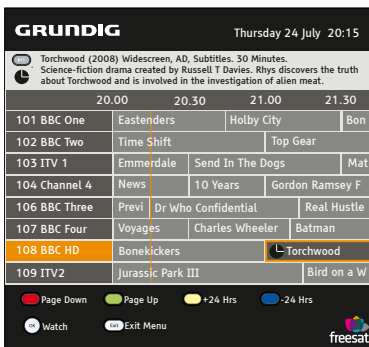 GRUNDIG
Thursday 24 July 20:15
Torchwood (2008) Widescreen, AD, Subtitles. 30 Minutes.
Science-fiction drama created by Russell T Davies. Rhys discovers the truth
about Torchwood and is involved in the investigation of alien meat.
20.00 20.30 21.00 21.30
101 BBC One Eastenders Holby City Bon
102 BBC Two Time Shift Top Gear
103 ITV 1 Emmerdale Send In The Dogs Mat
104 Channel 4 News 10 Years Gordon Ramsey F
106 BBC Three Previ Dr Who Confidential Real Hustle
107 BBC Four Voyages Charles Wheeler Batman
108 BBC HD Bonekickers Torchwood
109 ITV2 Jurassic Park III Bird on a W
Page Down Page Up +24 Hrs -24 Hrs
OK Watch Exit Exit Menu
freesat